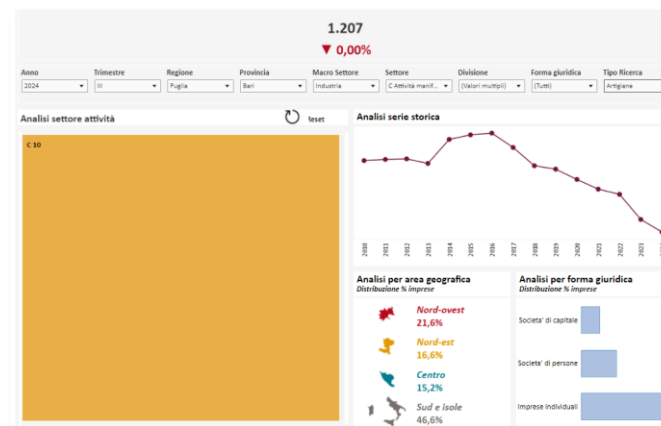 1.207
▼ 0,00%
Anno Trimestre Regione Provincia Macro Settore Settore Divisione Forma giuridica Tipo Ricerca
2024 III Puglia Bari Industria C Attività manif... (Valori multipli) (Tutti) Artigiane
Analisi settore attività teset
Analisi serie storica
C 10
2010 2011 2012 2013 2014 2015 2016 2017 2018 2019 2020 2021 2022 2023
Analisi per area geografica
Distribuzione % imprese
Nord-ovest
21,6%
Nord-est
16,6%
Centro
15,2%
Sud e isole
46,6%
Analisi per forma giuridica
Distribuzione % imprese
Societa' di capitale
Societa' di persone
Imprese individuali